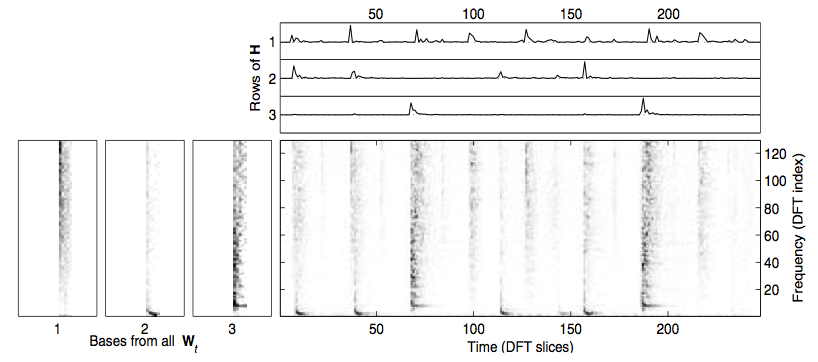 50 100 150 200
Rows of H
1
2
3
120
100
80
60
40
20
Frequency (DFT index)
1 2 3
Bases from all W_t
50 100 150 200
Time (DFT slices)